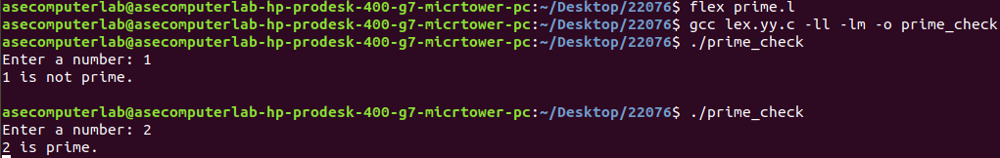 asecomputerlab@asecomputerlab-hp-prodesk-400-g7-micrtower-pc:~/Desktop/22076$ flex prime.l
asecomputerlab@asecomputerlab-hp-prodesk-400-g7-micrtower-pc:~/Desktop/22076$ gcc lex.yy.c -ll -lm -o prime_check
asecomputerlab@asecomputerlab-hp-prodesk-400-g7-micrtower-pc:~/Desktop/22076$ ./prime_check
Enter a number: 1
1 is not prime.
asecomputerlab@asecomputerlab-hp-prodesk-400-g7-micrtower-pc:~/Desktop/22076$ ./prime_check
Enter a number: 2
2 is prime.